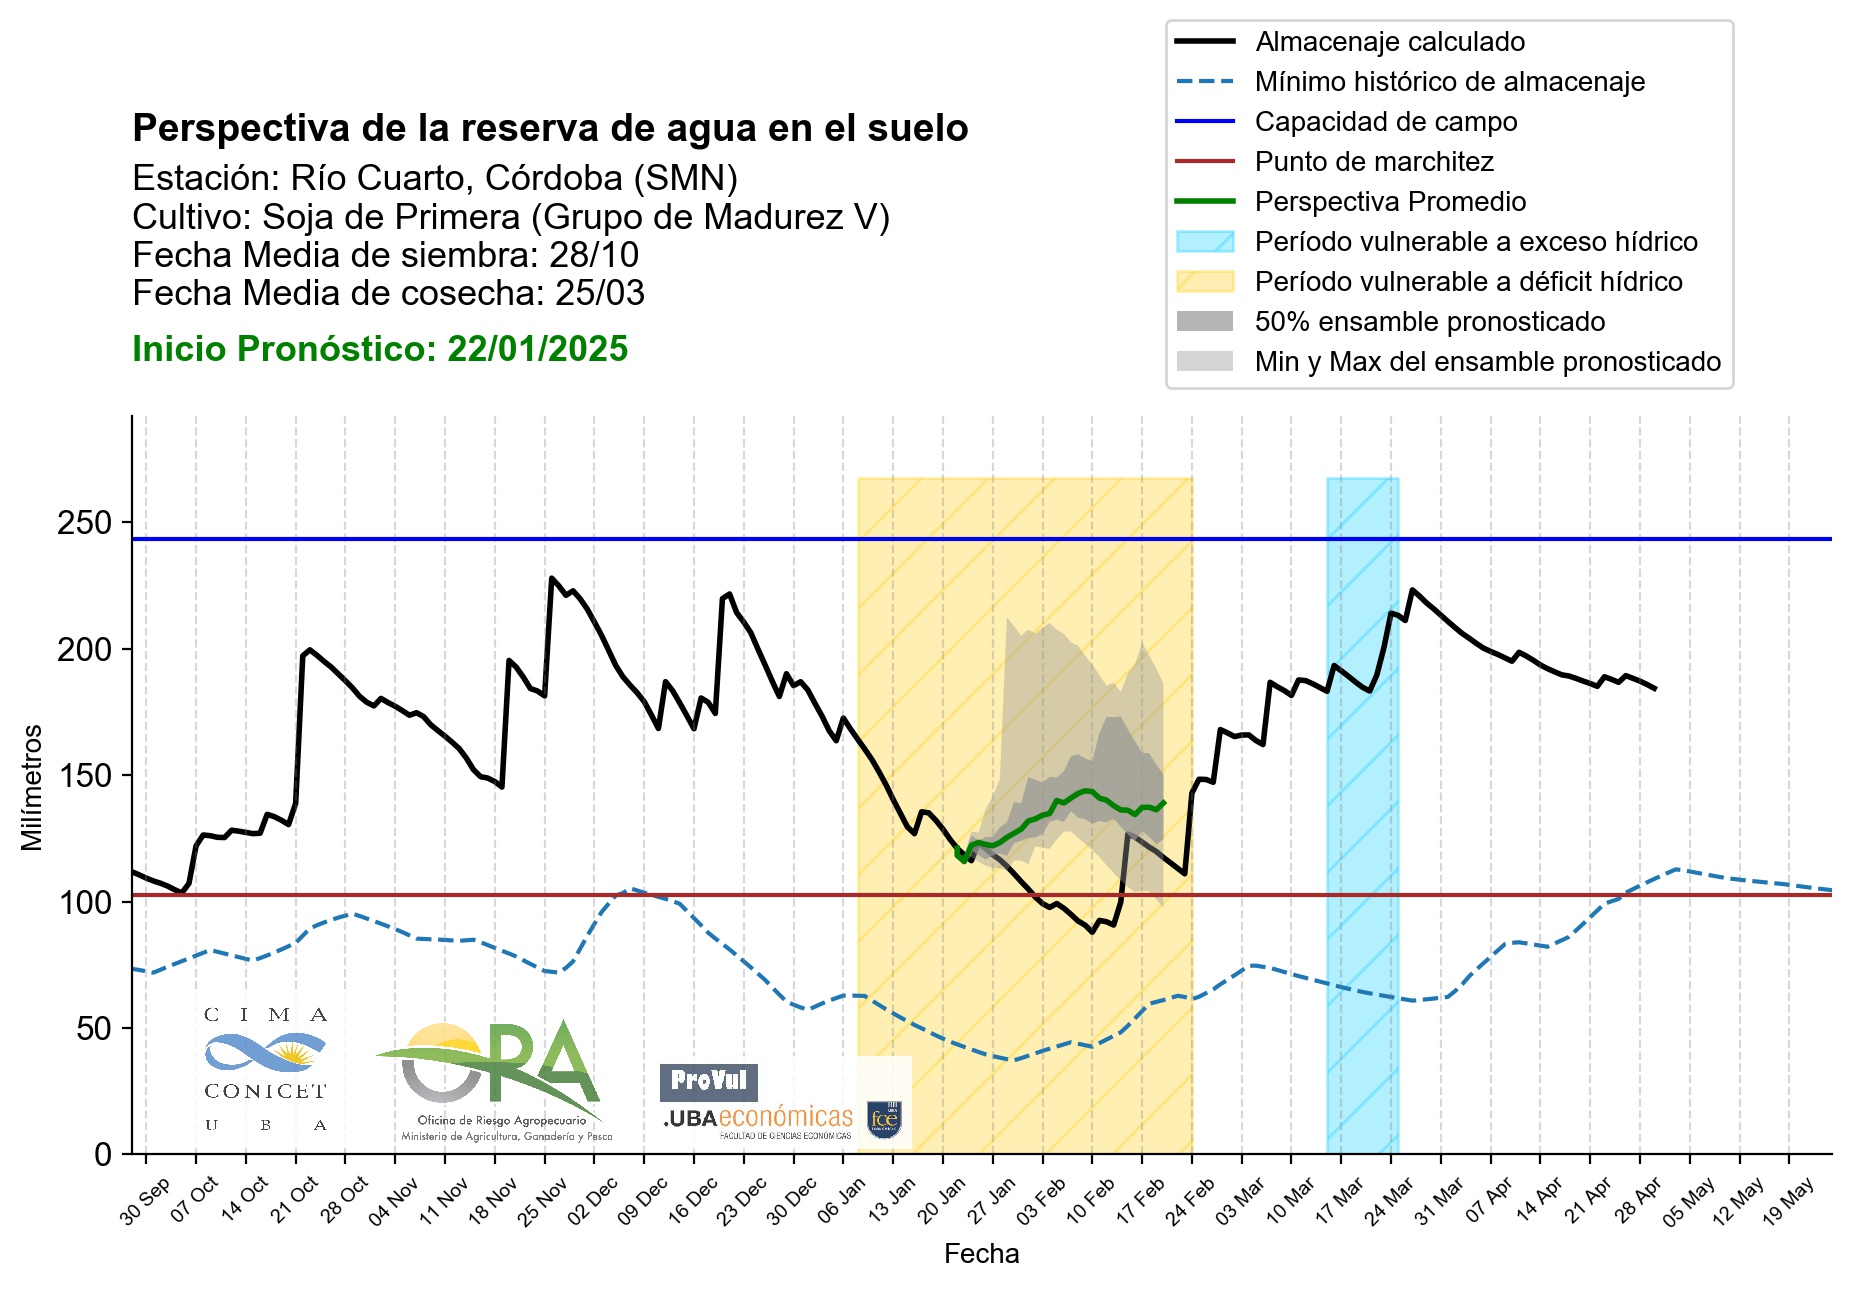 Almacenaje calculado
Mínimo histórico de almacenaje
Capacidad de campo
Punto de marchitez
Perspectiva Promedio
Período vulnerable a exceso hídrico
Período vulnerable a déficit hídrico
50% ensamble pronosticado
Min y Max del ensamble pronosticado
Perspectiva de la reserva de agua en el suelo
Estación: Río Cuarto, Córdoba (SMN)
Cultivo: Soja de Primera (Grupo de Madurez V)
Fecha Media de siembra: 28/10
Fecha Media de cosecha: 25/03
Inicio Pronóstico: 22/01/2025
Milímetros
250
200
150
100
50
0
C I M A
CONICET
U B A
ORA
Oficina de Riesgo Agropecuario
Ministerio de Agricultura, Ganadería y Pesca
ProVul
.UBAeconómicas
FACULTAD DE CIENCIAS ECONÓMICAS
UBA
fce
ECONÓMICAS
30 Sep
07 Oct
14 Oct
21 Oct
28 Oct
04 Nov
11 Nov
18 Nov
25 Nov
02 Dec
09 Dec
16 Dec
23 Dec
30 Dec
06 Jan
13 Jan
20 Jan
27 Jan
03 Feb
10 Feb
17 Feb
24 Feb
03 Mar
10 Mar
17 Mar
24 Mar
31 Mar
07 Apr
14 Apr
21 Apr
28 Apr
05 May
12 May
19 May
Fecha